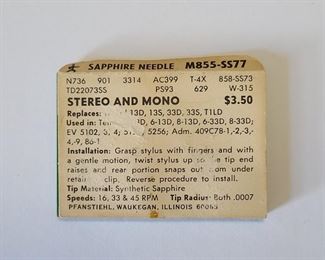 SAPPHIRE NEEDLE M855-SS77
N736 901 3314 AC399 T-4X 858-SS73
TD22073SS PS93 629 W-315
STEREO AND MONO $3.50
Replaces: 13D, 13S, 33D, 33S, T1LD
Used in: 13D, 6-13D, 8-13D, 6-33D, 8-33D;
EV 5102, 3, 4; 5256; Adm. 409C78-1,-2,-3,
-4,-9, 86-1
Installation: Grasp stylus with fingers and with
a gentle motion, twist stylus up so the tip end
raises and rear portion snaps out from under
clip. Reverse procedure to install.
Tip Material: Synthetic Sapphire
Speeds: 16, 33 & 45 RPM Tip Radius: Both .0007
PFANSTIEHL, WAUKEGAN, ILLINOIS 60085